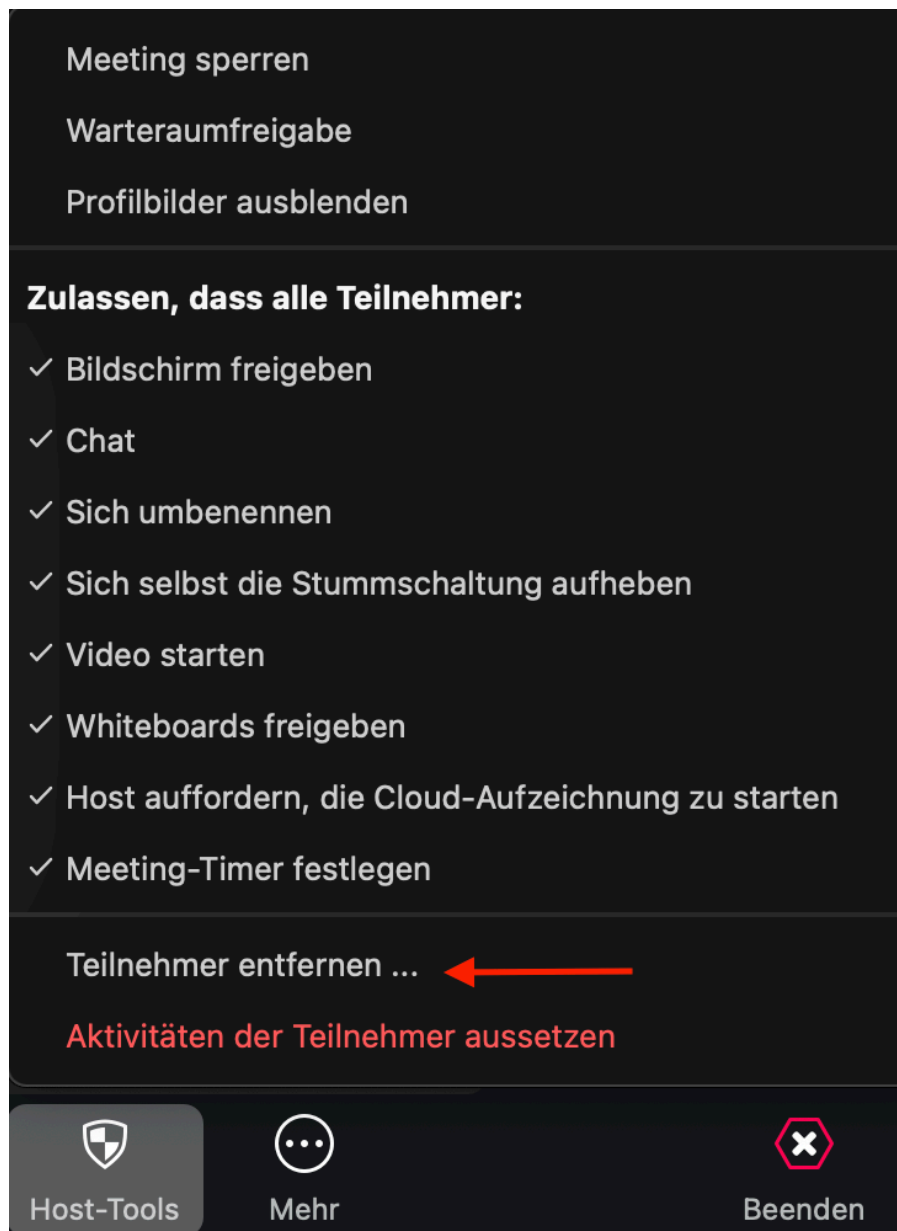 Meeting sperren
Warteraumfreigabe
Profilbilder ausblenden
Zulassen, dass alle Teilnehmer:
Bildschirm freigeben
Chat
Sich umbenennen
Sich selbst die Stummschaltung aufheben
Video starten
Whiteboards freigeben
Host auffordern, die Cloud-Aufzeichnung zu starten
Meeting-Timer festlegen
Teilnehmer entfernen ...
Aktivitäten der Teilnehmer aussetzen
Host-Tools Mehr Beenden